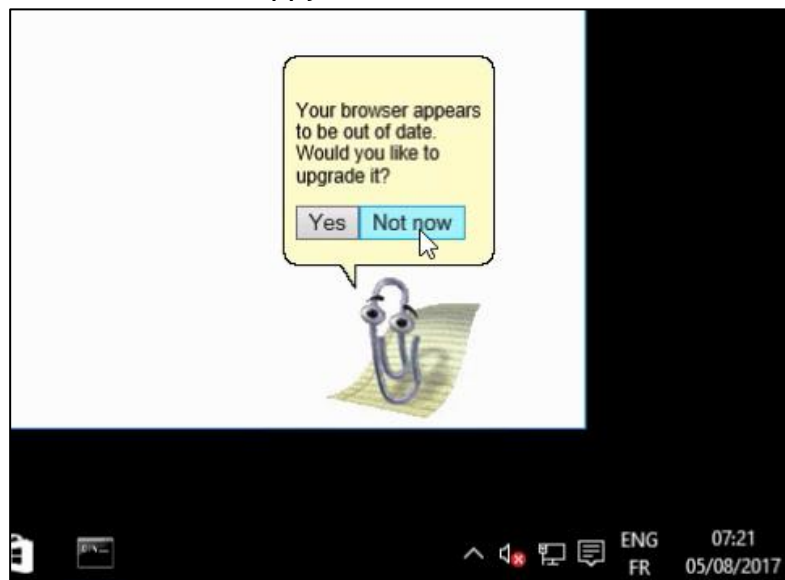 Your browser appears
to be out of date.
Would you like to
upgrade it?
Yes Not now
ENG 07:21
FR 05/08/2017